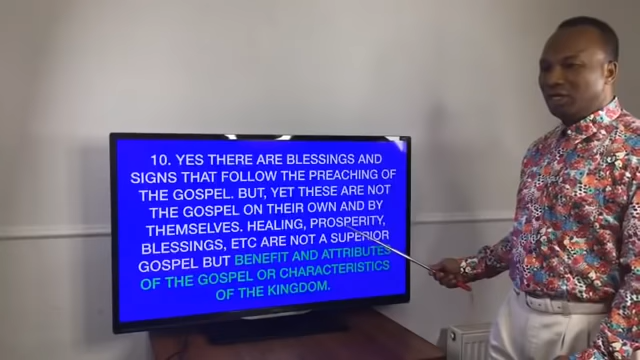 10. YES THERE ARE BLESSINGS AND
SIGNS THAT FOLLOW THE PREACHING OF
THE GOSPEL. BUT, YET THESE ARE NOT
THE GOSPEL ON THEIR OWN AND BY
THEMSELVES. HEALING, PROSPERITY,
BLESSINGS, ETC ARE NOT A SUPERIOR
GOSPEL BUT BENEFIT AND ATTRIBUTES
OF THE GOSPEL OR CHARACTERISTICS
OF THE KINGDOM.